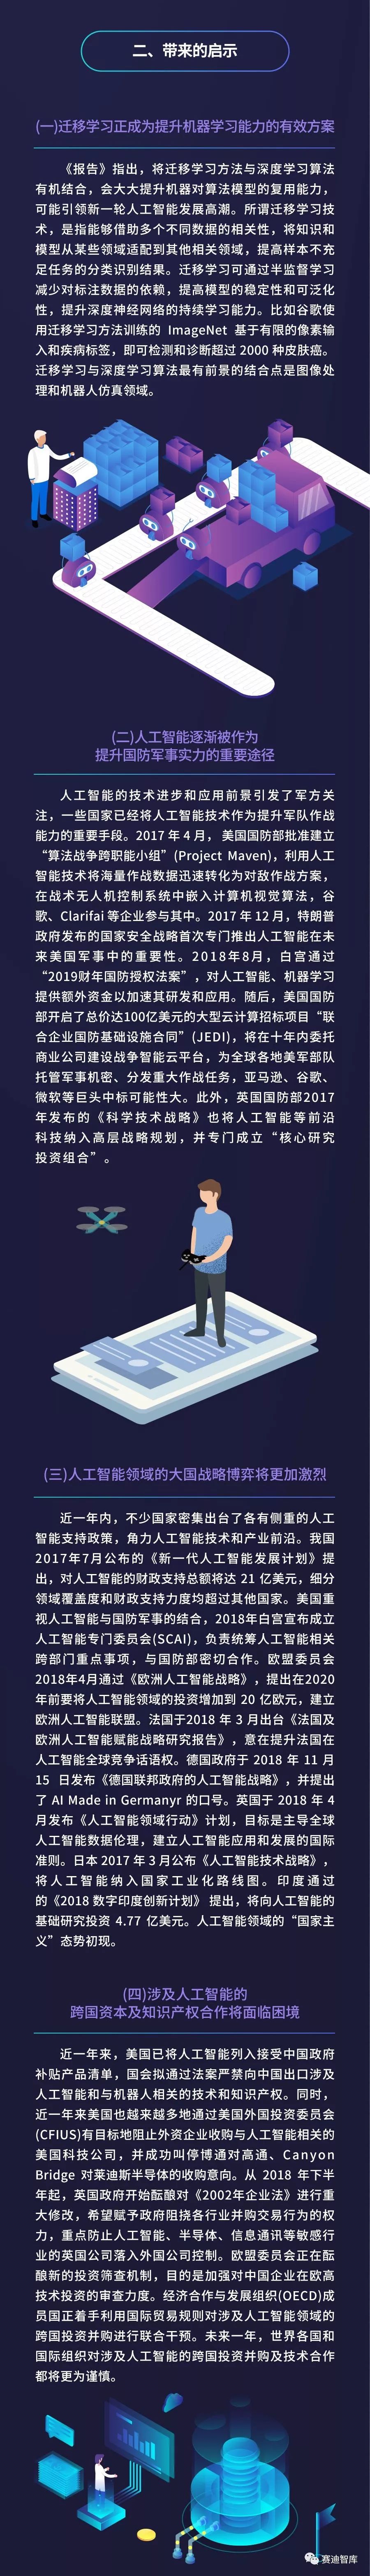 二、带来的启示
(一)迁移学习正成为提升机器学习能力的有效方案
《报告》指出，将迁移学习方法与深度学习算法
有机结合，会大大提升机器对算法模型的复用能力，
可能引领新一轮人工智能发展高潮。所谓迁移学习技
术，是指能够借助多个不同数据的相关性，将知识和
模型从某些领域适配到其他相关领域，提高样本不充
足任务的分类识别结果。迁移学习可通过半监督学习
减少对标注数据的依赖，提高模型的稳定性和可泛化
性，提升深度神经网络的持续学习能力。比如谷歌使
用迁移学习方法训练的 ImageNet 基于有限的像素输
入和疾病标签，即可检测和诊断超过 2000 种皮肤癌。
迁移学习与深度学习算法最有前景的结合点是图像处
理和机器人仿真领域。
(二)人工智能逐渐被作为
提升国防军事实力的重要途径
人工智能的技术进步和应用前景引发了军方关
注，一些国家已经将人工智能技术作为提升军队作战
能力的重要手段。2017 年 4 月， 美国国防部批准建立
“算法战争跨职能小组”(Project Maven)，利用人工
智能技术将海量作战数据迅速转化为对敌作战方案，
在战术无人机控制系统中嵌入计算机视觉算法，谷
歌、Clarifai 等企业参与其中。2017 年 12 月，特朗普
政府发布的国家安全战略首次专门推出人工智能在未
来美国军事中的重要性。2018年8月，白宫通过
“2019财年国防授权法案”，对人工智能、机器学习
提供额外资金以加速其研发和应用。随后，美国国防
部开启了总价达100亿美元的大型云计算招标项目“联
合企业国防基础设施合同”(JEDI)，将在十年内委托
商业公司建设战争智能云平台，为全球各地美军部队
托管军事机密、分发重大作战任务，亚马逊、谷歌、
微软等巨头中标可能性大。此外，英国国防部2017
年发布的《科学技术战略》也将人工智能等前沿
科技纳入高层战略规划，并专门成立“核心研究
投资组合”。
(三)人工智能领域的大国战略博弈将更加激烈
近一年内，不少国家密集出台了各有侧重的人工
智能支持政策，角力人工智能技术和产业前沿。我国
2017年7月公布的《新一代人工智能发展计划》提
出，对人工智能的财政支持总额将达 21 亿美元，细分
领域覆盖度和财政支持力度均超过其他国家。美国重
视人工智能与国防军事的结合，2018年白宫宣布成立
人工智能专门委员会(SCAI)，负责统筹人工智能相关
跨部门重点事项，与国防部密切合作。欧盟委员会
2018年4月通过《欧洲人工智能战略》，提出在2020
年前要将人工智能领域的投资增加到 20 亿欧元，建立
欧洲人工智能联盟。法国于2018 年 3 月出台《法国及
欧洲人工智能赋能战略研究报告》，意在提升法国在
人工智能全球竞争话语权。德国政府于 2018 年 11 月
15 日发布《德国联邦政府的人工智能战略》，并提出
了 AI Made in Germanyr 的口号。英国于 2018 年 4
月发布《人工智能领域行动》计划，目标是主导全球
人工智能数据伦理，建立人工智能应用和发展的国际
准则。日本 2017 年 3 月公布《人工智能技术战略》，
将人工智能纳入国家工业化路线图。印度通过
的《2018 数字印度创新计划》 提出，将向人工智能的
基础研究投资 4.77 亿美元。人工智能领域的“国家主
义”态势初现。
(四)涉及人工智能的
跨国资本及知识产权合作将面临困境
近一年来，美国已将人工智能列入接受中国政府
补贴产品清单，国会拟通过法案严禁向中国出口涉及
人工智能和与机器人相关的技术和知识产权。同时，
近一年来美国也越来越多地通过美国外国投资委员会
(CFIUS)有目标地阻止外资企业收购与人工智能相关的
美国科技公司，并成功叫停博通对高通、Canyon
Bridge 对莱迪斯半导体的收购意向。从 2018 年下半
年起，英国政府开始酝酿对《2002年企业法》进行重
大修改，希望赋予政府阻挠各行业并购交易行为的权
力，重点防止人工智能、半导体、信息通讯等敏感行
业的英国公司落入外国公司控制。欧盟委员会正在酝
酿新的投资筛查机制，目的是加强对中国企业在欧高
技术投资的审查力度。经济合作与发展组织(OECD)成
员国正着手利用国际贸易规则对涉及人工智能领域的
跨国投资并购进行联合干预。未来一年，世界各国和
国际组织对涉及人工智能的跨国投资并购及技术合作
都将更为谨慎。
赛迪智库